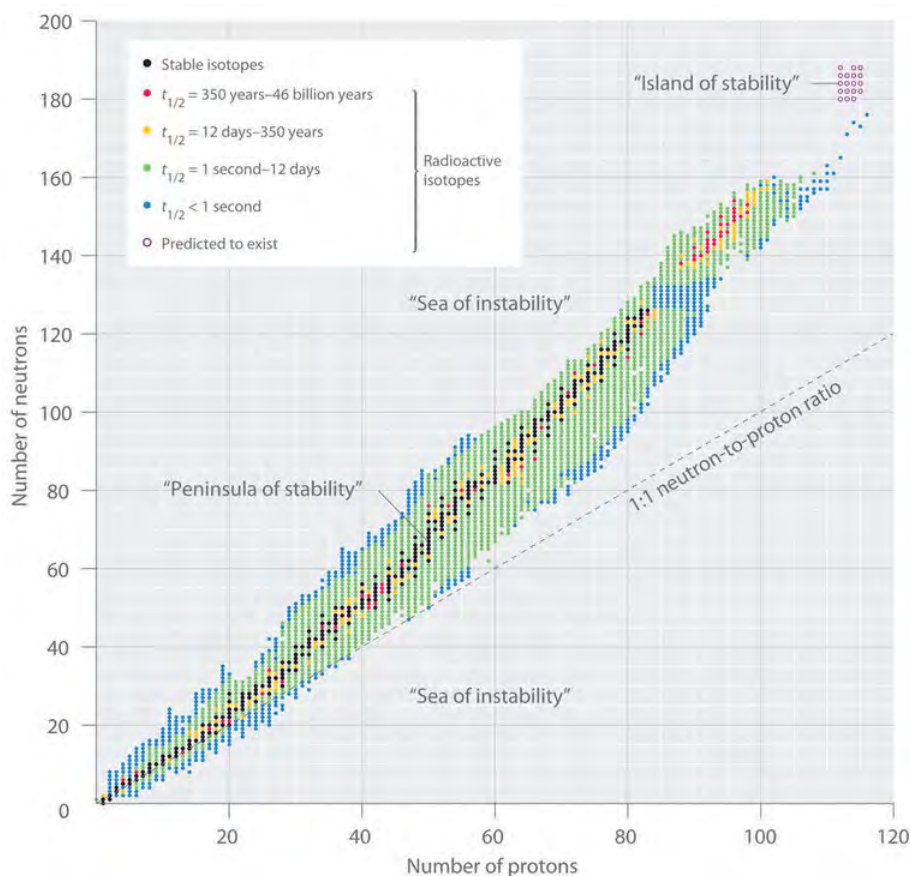 200
180
160
140
120
100
80
60
40
20
0
Number of neutrons
Stable isotopes
t1/2 = 350 years–46 billion years
t1/2 = 12 days–350 years
t1/2 = 1 second–12 days
t1/2 < 1 second
Predicted to exist
Radioactive
isotopes
“Island of stability”
“Sea of instability”
“Peninsula of stability”
1:1 neutron-to-proton ratio
“Sea of instability”
20
40
60
80
100
120
Number of protons